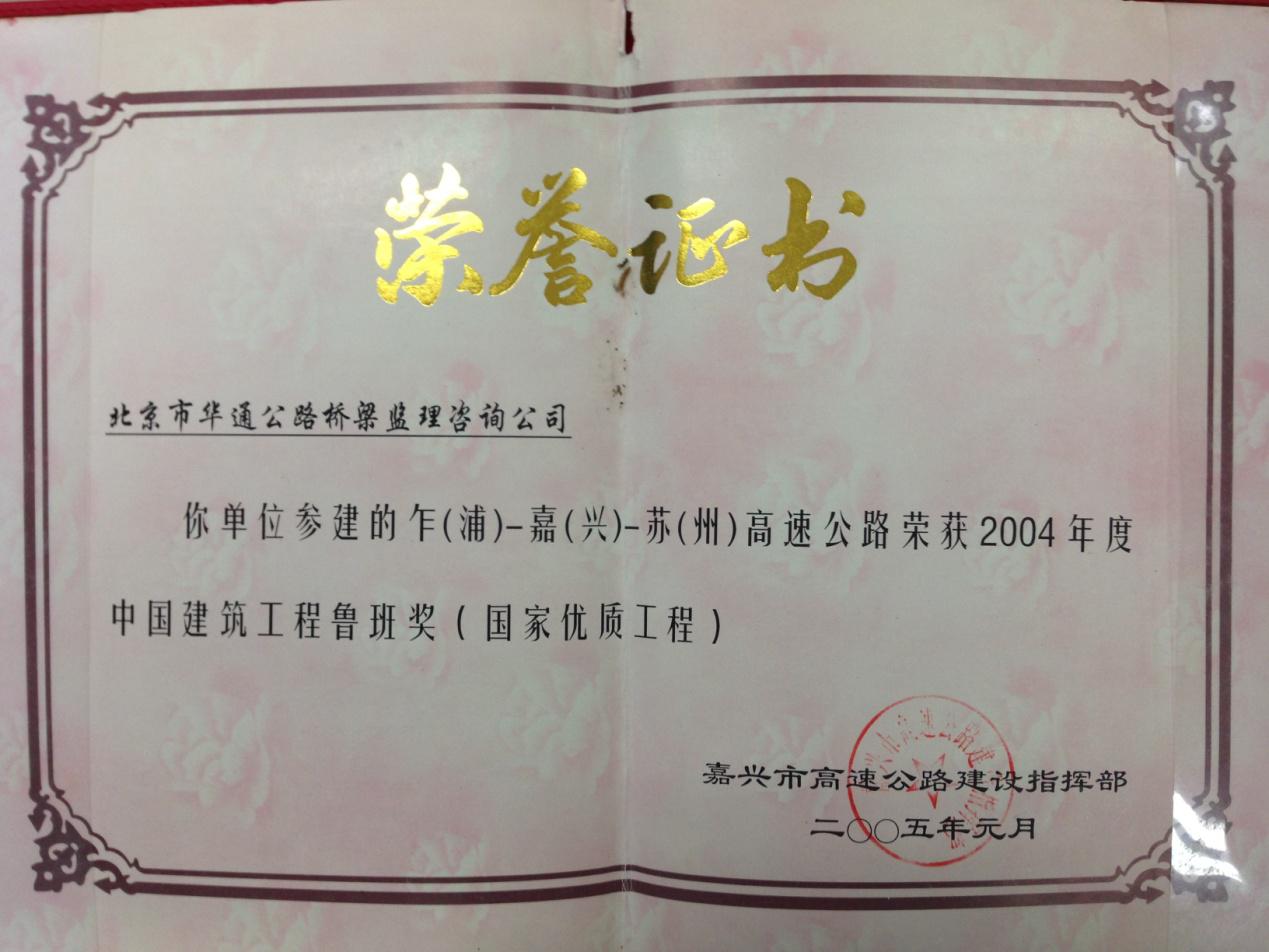 荣誉证书
北京市华通公路桥梁监理咨询公司
你单位参建的乍(浦)-嘉(兴)-苏(州)高速公路荣获2004年度
中国建筑工程鲁班奖(国家优质工程)
嘉兴市高速公路建设指挥部
二〇〇五年元月